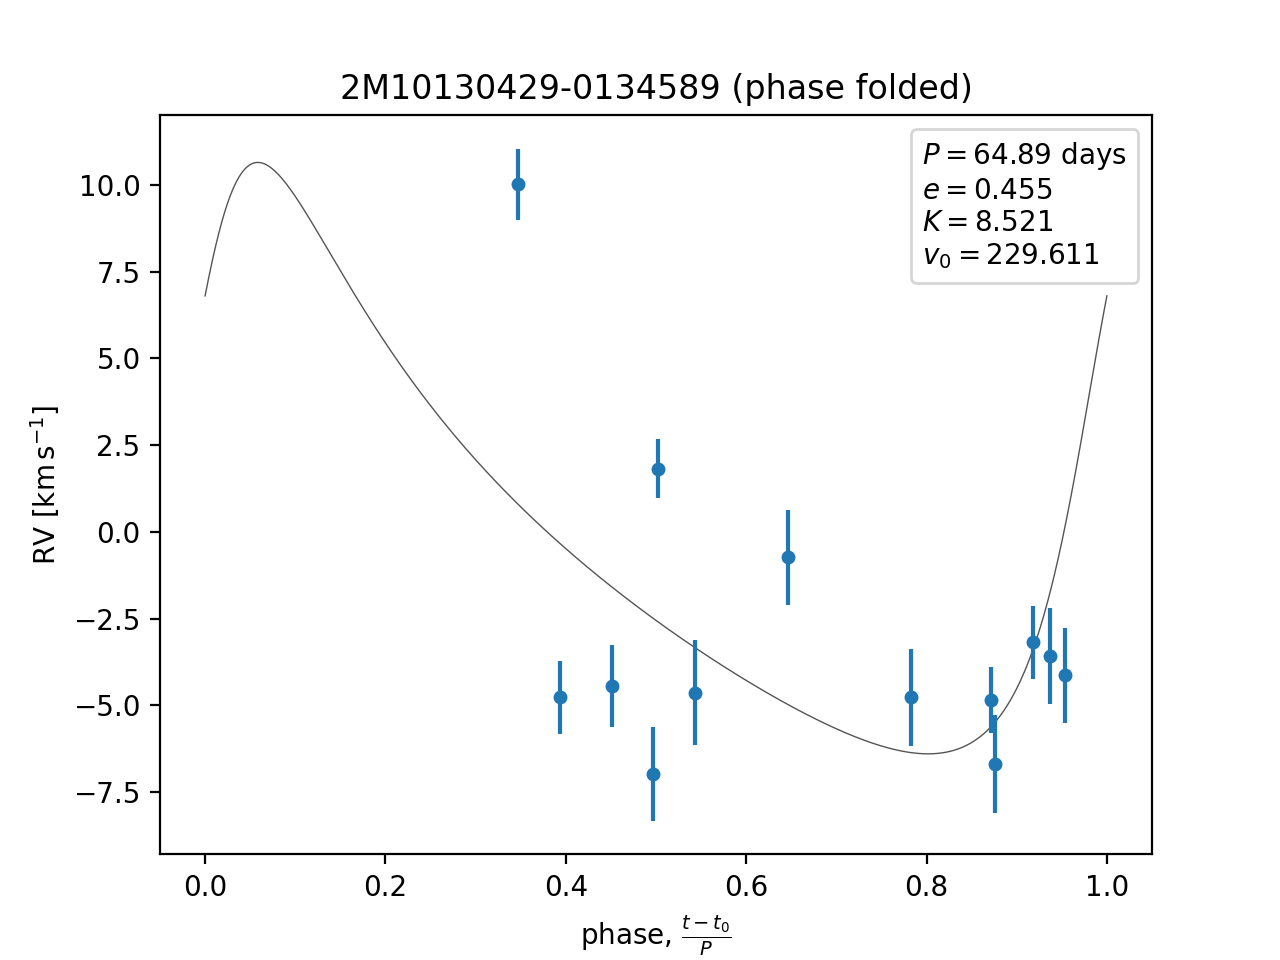 2M10130429-0134589 (phase folded)
P = 64.89 days
e = 0.455
K = 8.521
v₀ = 229.611
RV [km s⁻¹]
10.0
7.5
5.0
2.5
0.0
−2.5
−5.0
−7.5
0.0 0.2 0.4 0.6 0.8 1.0
phase, (t − t₀)/P